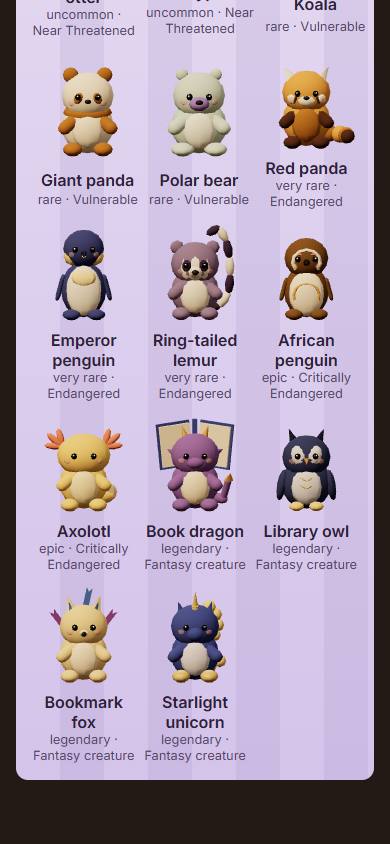 Koala
uncommon ·
Near Threatened
uncommon · Near
Threatened
rare · Vulnerable
Giant panda
rare · Vulnerable
Polar bear
rare · Vulnerable
Red panda
very rare ·
Endangered
Emperor
penguin
very rare ·
Endangered
Ring-tailed
lemur
very rare ·
Endangered
African
penguin
epic · Critically
Endangered
Axolotl
epic · Critically
Endangered
Book dragon
legendary ·
Fantasy creature
Library owl
legendary ·
Fantasy creature
Bookmark
fox
legendary ·
Fantasy creature
Starlight
unicorn
legendary ·
Fantasy creature